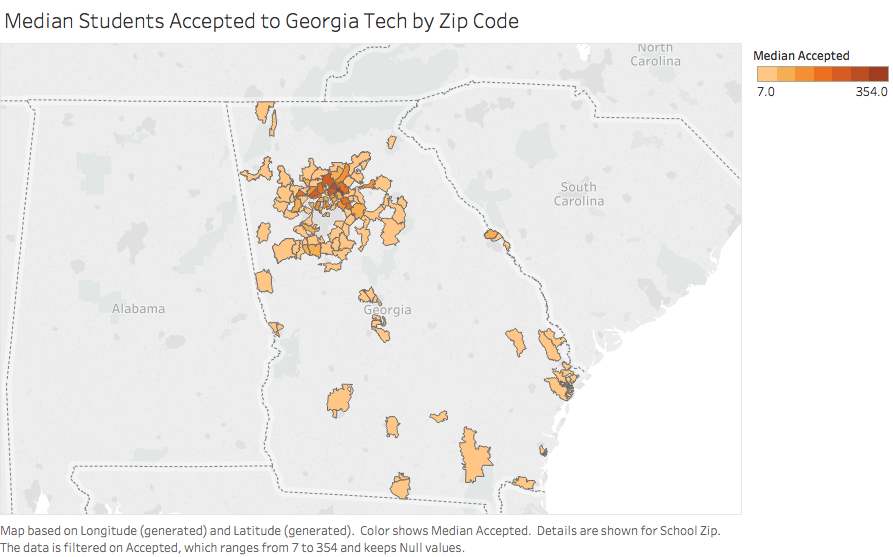 Median Students Accepted to Georgia Tech by Zip Code
North
Carolina
Median Accepted
7.0 354.0
South
Carolina
Alabama
Georgia
Map based on Longitude (generated) and Latitude (generated). Color shows Median Accepted. Details are shown for School Zip.
The data is filtered on Accepted, which ranges from 7 to 354 and keeps Null values.